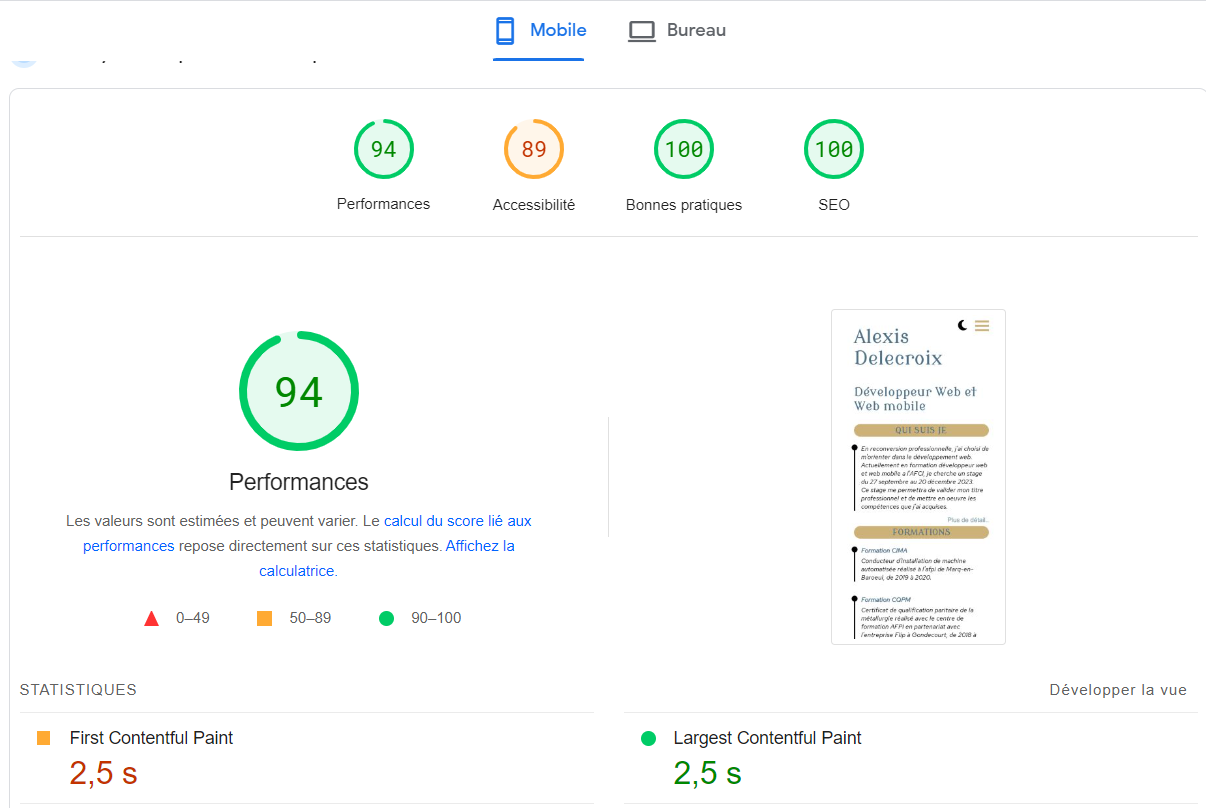 Mobile
Bureau
94
89
100
100
Performances
Accessibilité
Bonnes pratiques
SEO
94
Performances
Les valeurs sont estimées et peuvent varier. Le calcul du score lié aux
performances repose directement sur ces statistiques. Affichez la
calculatrice.
0–49
50–89
90–100
Alexis
Delecroix
Développeur Web et
Web mobile
QUI SUIS JE
En reconversion professionnelle, j'ai choisi de
m'orienter dans le développement web.
Actuellement en formation développeur web
et web mobile a l'AFCI, je cherche un stage
du 27 septembre au 20 décembre 2023.
Ce stage me permettra de valider mon titre
professionnel et de mettre en oeuvre les
compétences que j'ai acquises.
Plus de détail...
FORMATIONS
Formation CIMA
Conducteur d'installation de machine
automatisée réalisé à l'afpi de Marq-en-
Baroeul, de 2019 à 2020.
Formation CQPM
Certificat de qualification paritaire de la
métallurgie réalisé avec le centre de
formation AFPI en partenariat avec
l'entreprise Flip à Gondecourt, de 2018 à
STATISTIQUES
Développer la vue
First Contentful Paint
2,5 s
Largest Contentful Paint
2,5 s